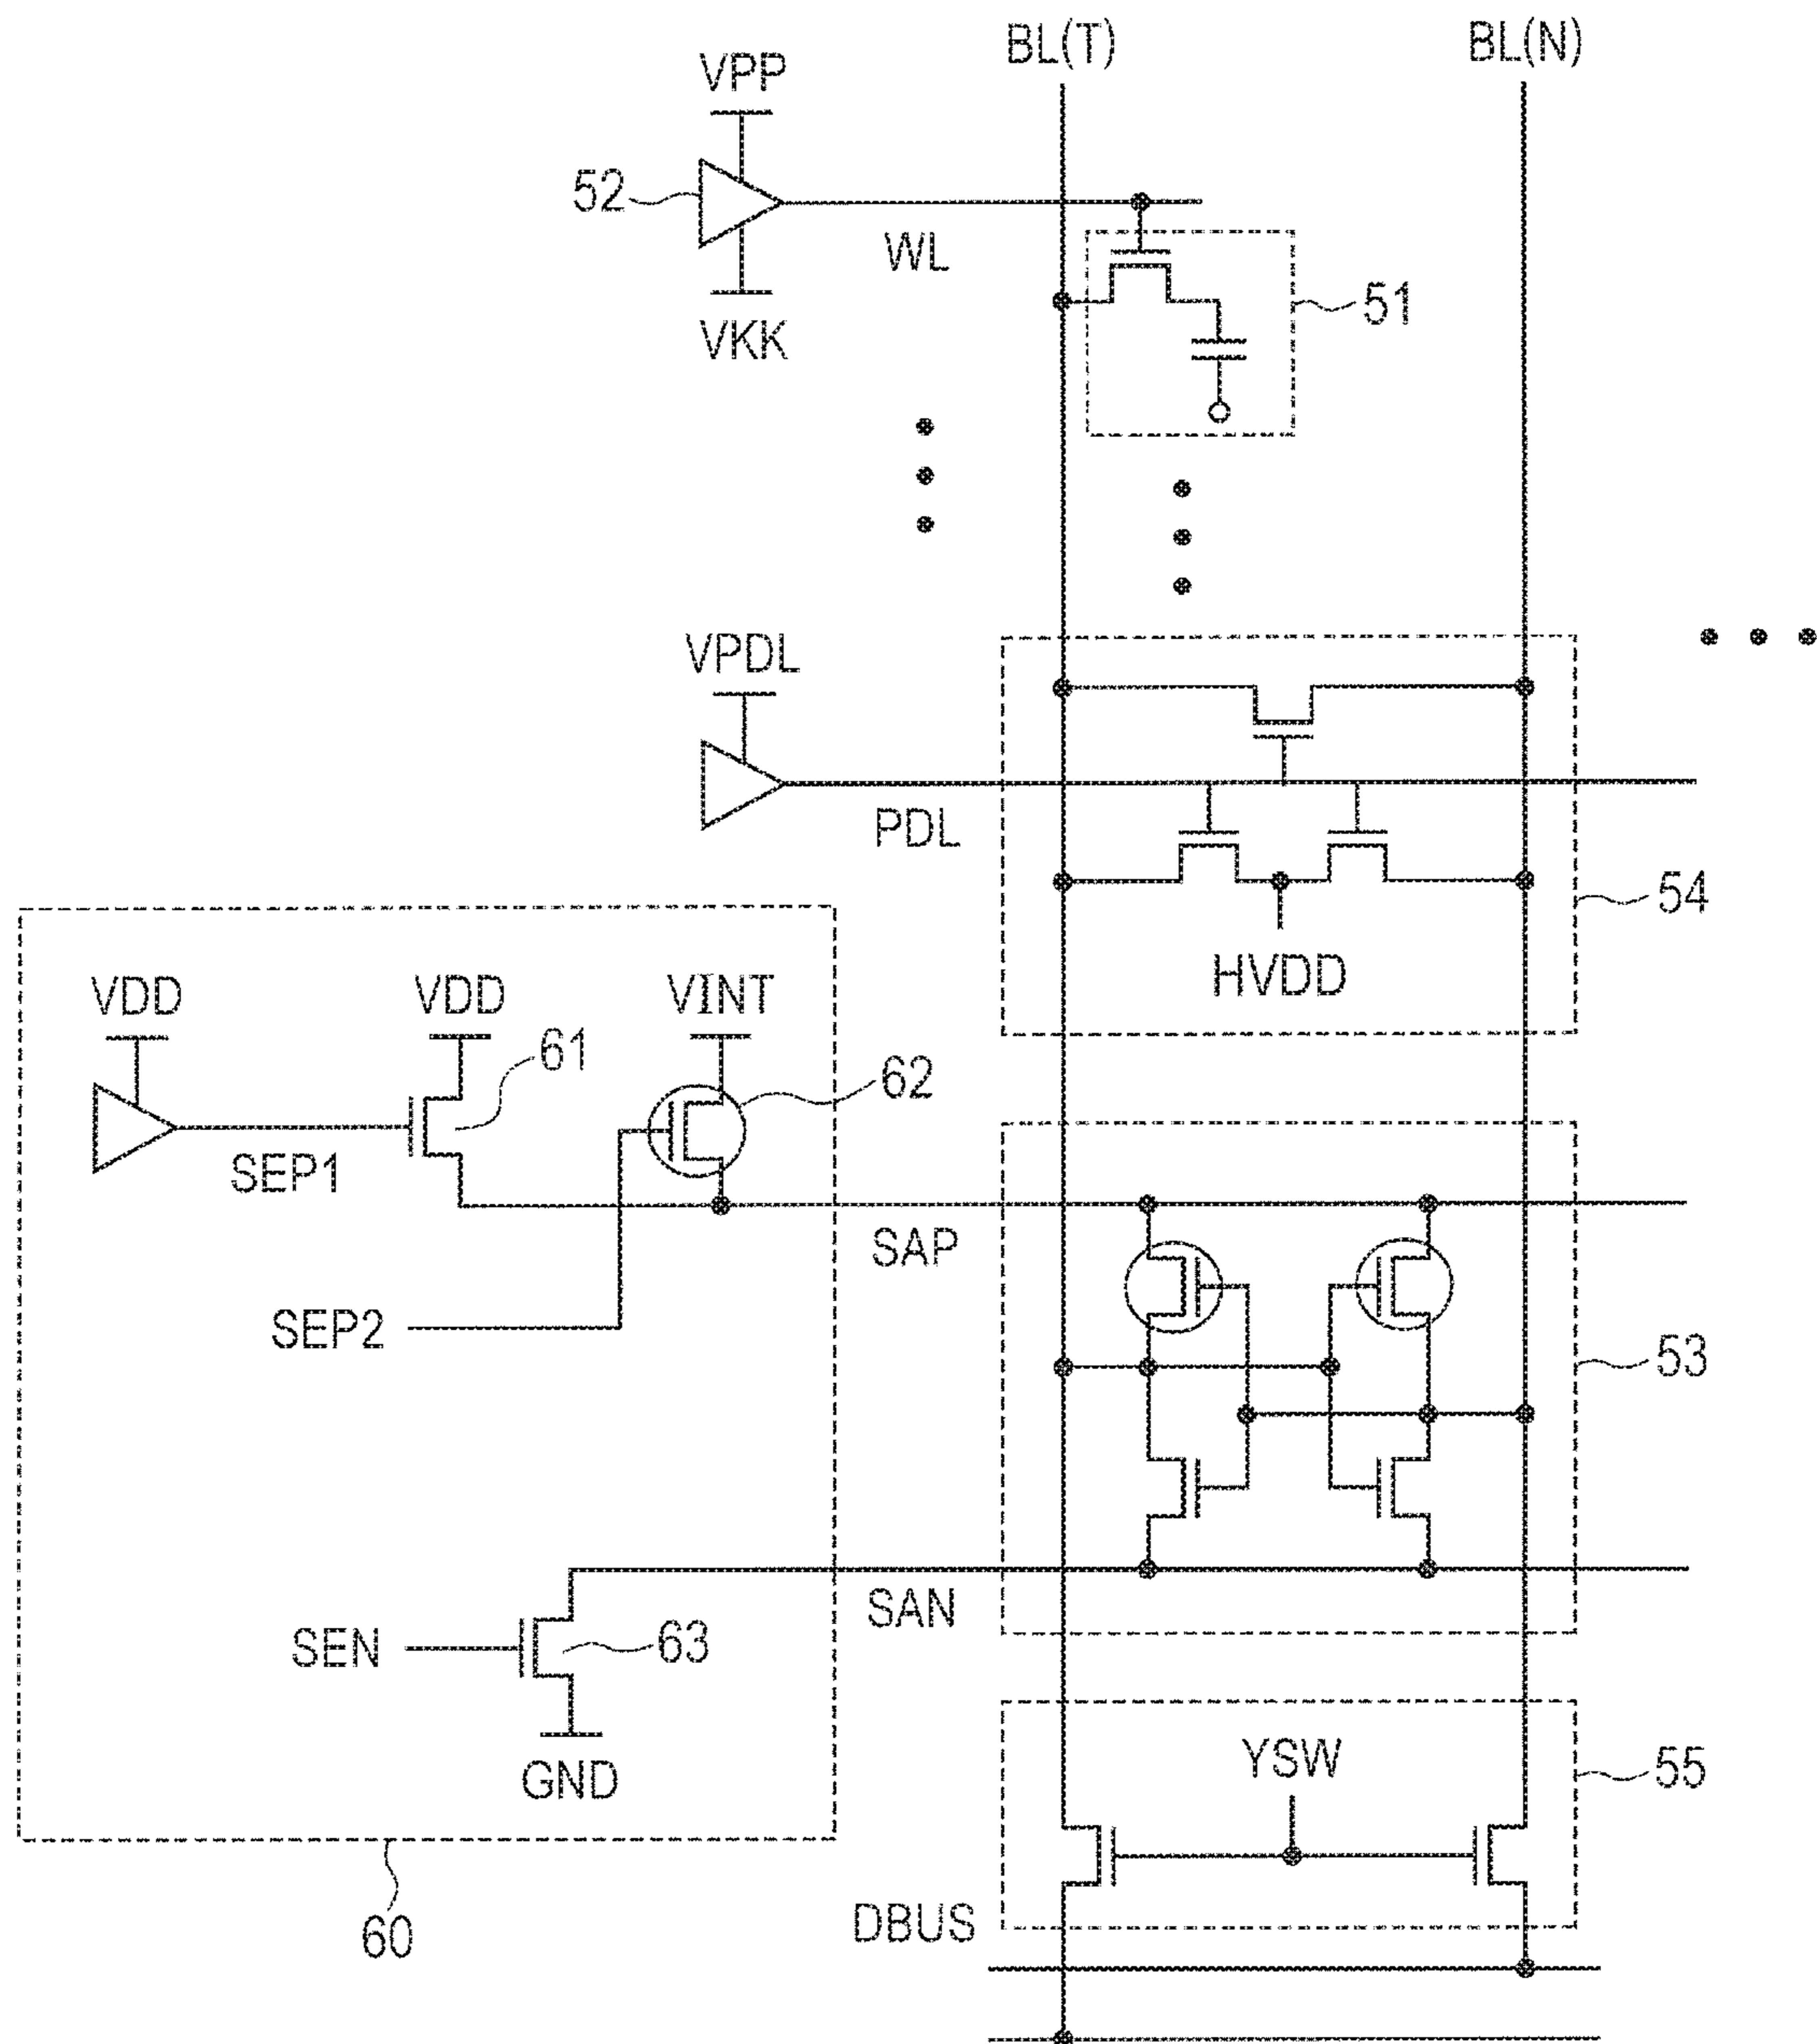 BL(T)
BL(N)
VPP
52
WL
51
VKK
VPDL
PDL
54
HVDD
VDD
VDD
VINT
61
62
SEP1
SAP
SEP2
53
SAN
SEN
63
GND
YSW
55
DBUS
60